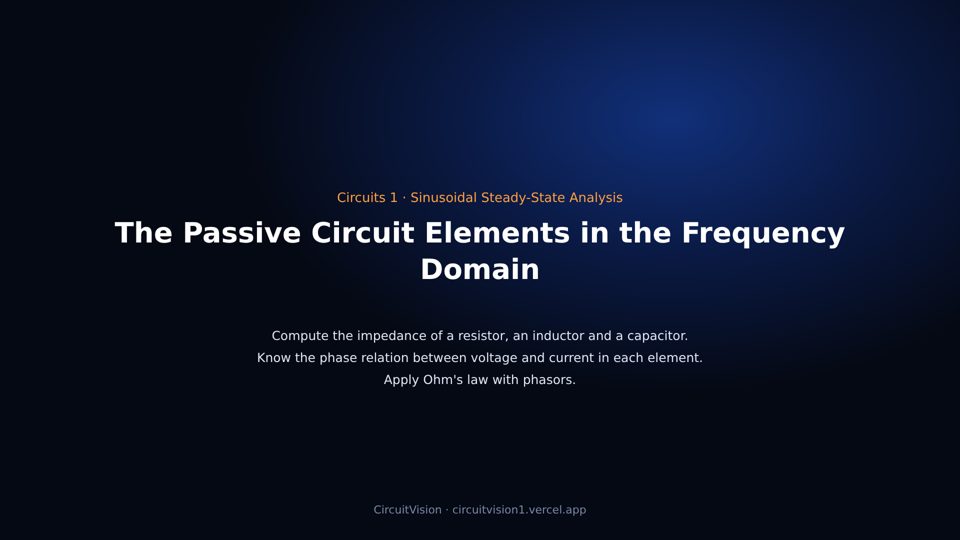 Circuits 1 · Sinusoidal Steady-State Analysis
The Passive Circuit Elements in the Frequency
Domain
Compute the impedance of a resistor, an inductor and a capacitor.
Know the phase relation between voltage and current in each element.
Apply Ohm's law with phasors.
CircuitVision · circuitvision1.vercel.app